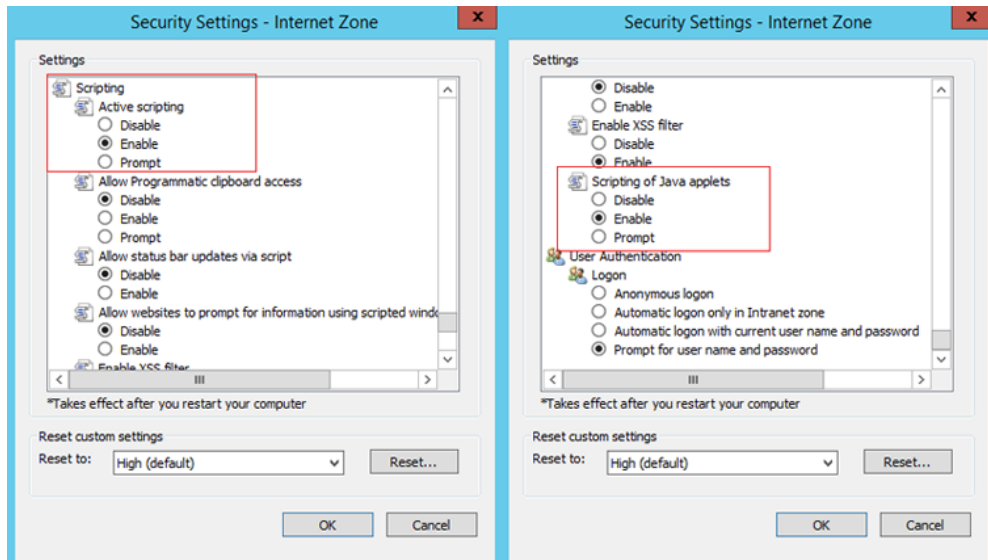 Security Settings - Internet Zone
x
Settings
Scripting
Active scripting
Disable
Enable
Prompt
Allow Programmatic clipboard access
Disable
Enable
Prompt
Allow status bar updates via script
Disable
Enable
Allow websites to prompt for information using scripted windo
Disable
Enable
Enable XSS filter
*Takes effect after you restart your computer
Reset custom settings
Reset to:
High (default)
Reset...
OK
Cancel
Security Settings - Internet Zone
x
Settings
Disable
Enable
Enable XSS filter
Disable
Enable
Scripting of Java applets
Disable
Enable
Prompt
User Authentication
Logon
Anonymous logon
Automatic logon only in Intranet zone
Automatic logon with current user name and password
Prompt for user name and password
*Takes effect after you restart your computer
Reset custom settings
Reset to:
High (default)
Reset...
OK
Cancel